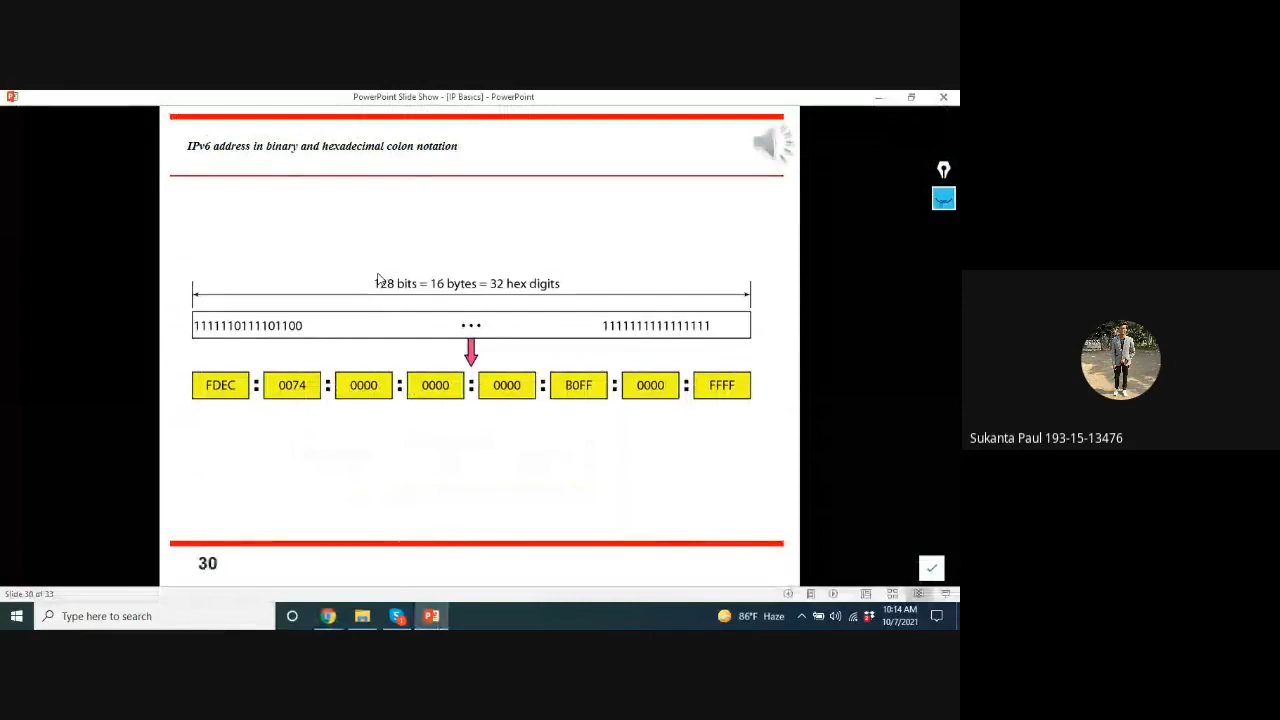 PowerPoint Slide Show - [IP Basics] - PowerPoint
IPv6 address in binary and hexadecimal colon notation
128 bits = 16 bytes = 32 hex digits
1111110111101100 ••• 1111111111111111
FDEC : 0074 : 0000 : 0000 : 0000 : B0FF : 0000 : FFFF
Sukanta Paul 193-15-13476
30
Slide 30 of 33
Type here to search
86°F Haze
10:14 AM
10/7/2021